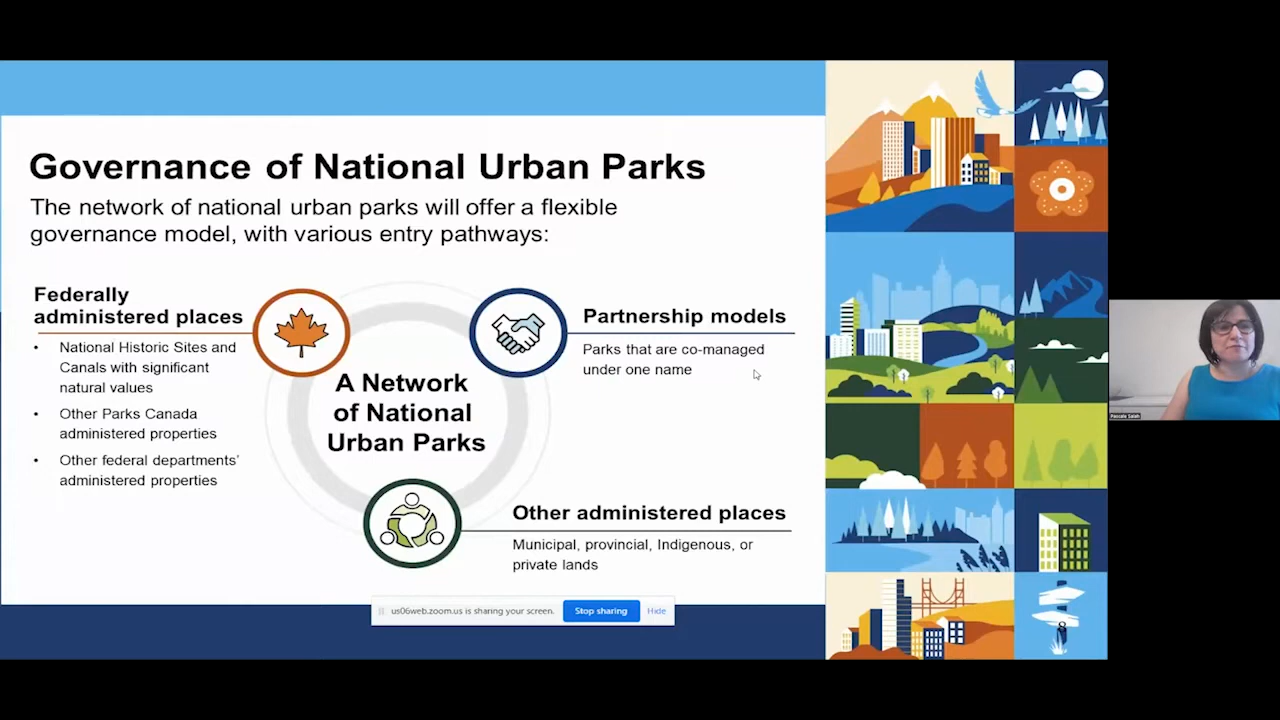 Governance of National Urban Parks
The network of national urban parks will offer a flexible
governance model, with various entry pathways:
Federally
administered places
• National Historic Sites and
Canals with significant
natural values
• Other Parks Canada
administered properties
• Other federal departments'
administered properties
A Network
of National
Urban Parks
Partnership models
Parks that are co-managed
under one name
Other administered places
Municipal, provincial, Indigenous, or
private lands
us06web.zoom.us is sharing your screen.
Stop sharing
Hide
8
Pascale Salah